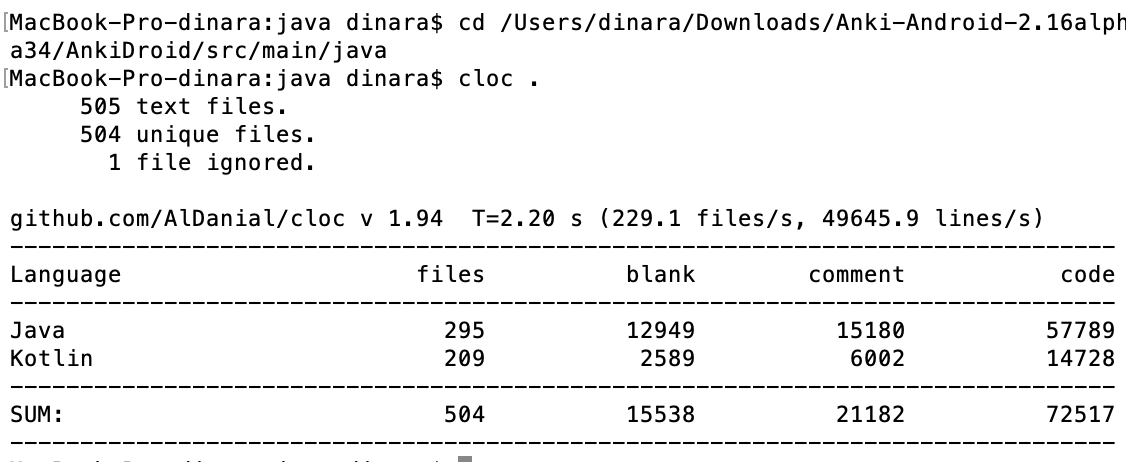 [MacBook-Pro-dinara:java dinara$ cd /Users/dinara/Downloads/Anki-Android-2.16alph
a34/AnkiDroid/src/main/java
[MacBook-Pro-dinara:java dinara$ cloc .
     505 text files.
     504 unique files.
       1 file ignored.

github.com/AlDanial/cloc v 1.94  T=2.20 s (229.1 files/s, 49645.9 lines/s)
-------------------------------------------------------------------------------
Language                     files          blank        comment           code
-------------------------------------------------------------------------------
Java                           295          12949          15180          57789
Kotlin                         209           2589           6002          14728
-------------------------------------------------------------------------------
SUM:                           504          15538          21182          72517
-------------------------------------------------------------------------------